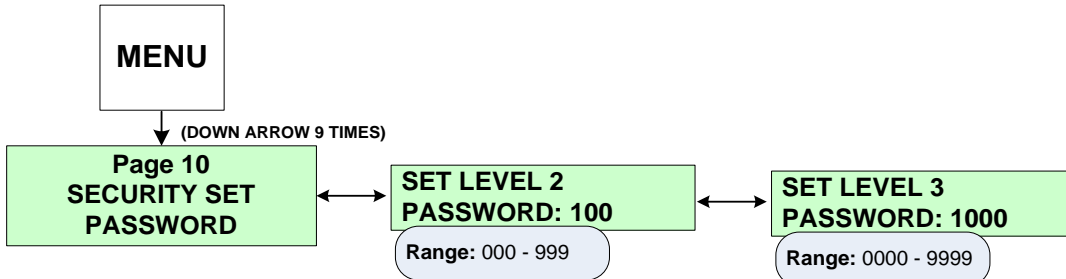 MENU
(DOWN ARROW 9 TIMES)
Page 10
SECURITY SET
PASSWORD
SET LEVEL 2
PASSWORD: 100
Range: 000 - 999
SET LEVEL 3
PASSWORD: 1000
Range: 0000 - 9999